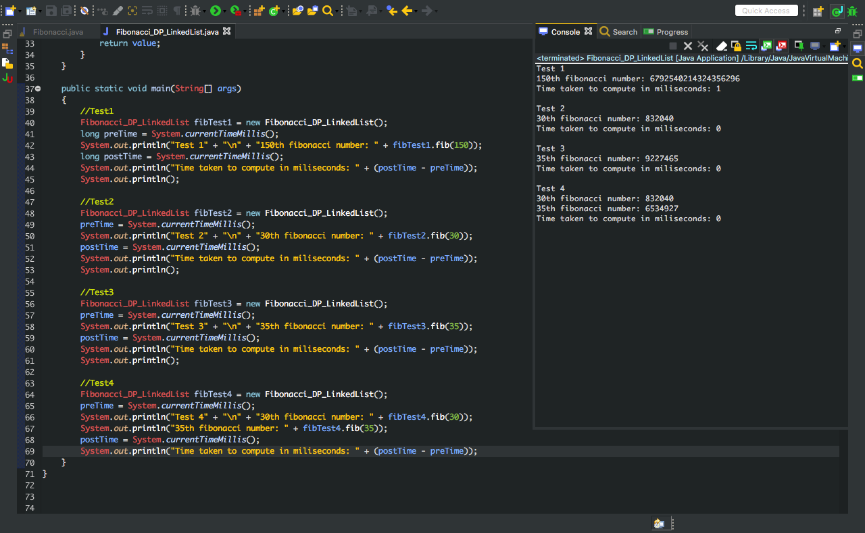 Quick Access
Fibonacci.java
Fibonacci_DP_LinkedList.java
33 return value;
34 }
35 }
36
37 public static void main(String[] args)
38 {
39 //Test1
40 Fibonacci_DP_LinkedList fibTest1 = new Fibonacci_DP_LinkedList();
41 long preTime = System.currentTimeMillis();
42 System.out.println("Test 1" + "\n" + "150th fibonacci number: " + fibTest1.fib(150));
43 long postTime = System.currentTimeMillis();
44 System.out.println("Time taken to compute in miliseconds: " + (postTime - preTime));
45 System.out.println();
46
47 //Test2
48 Fibonacci_DP_LinkedList fibTest2 = new Fibonacci_DP_LinkedList();
49 preTime = System.currentTimeMillis();
50 System.out.println("Test 2" + "\n" + "30th fibonacci number: " + fibTest2.fib(30));
51 postTime = System.currentTimeMillis();
52 System.out.println("Time taken to compute in miliseconds: " + (postTime - preTime));
53 System.out.println();
54
55 //Test3
56 Fibonacci_DP_LinkedList fibTest3 = new Fibonacci_DP_LinkedList();
57 preTime = System.currentTimeMillis();
58 System.out.println("Test 3" + "\n" + "35th fibonacci number: " + fibTest3.fib(35));
59 postTime = System.currentTimeMillis();
60 System.out.println("Time taken to compute in miliseconds: " + (postTime - preTime));
61 System.out.println();
62
63 //Test4
64 Fibonacci_DP_LinkedList fibTest4 = new Fibonacci_DP_LinkedList();
65 preTime = System.currentTimeMillis();
66 System.out.println("Test 4" + "\n" + "30th fibonacci number: " + fibTest4.fib(30));
67 System.out.println("35th fibonacci number: " + fibTest4.fib(35));
68 postTime = System.currentTimeMillis();
69 System.out.println("Time taken to compute in miliseconds: " + (postTime - preTime));
70 }
71 }
72
73
74
Console
Search
Progress
<terminated> Fibonacci_DP_LinkedList [Java Application] /Library/Java/JavaVirtualMachi
Test 1
150th fibonacci number: 6792540214324356296
Time taken to compute in miliseconds: 1
Test 2
30th fibonacci number: 832040
Time taken to compute in miliseconds: 0
Test 3
35th fibonacci number: 9227465
Time taken to compute in miliseconds: 0
Test 4
30th fibonacci number: 832040
35th fibonacci number: 6534927
Time taken to compute in miliseconds: 0